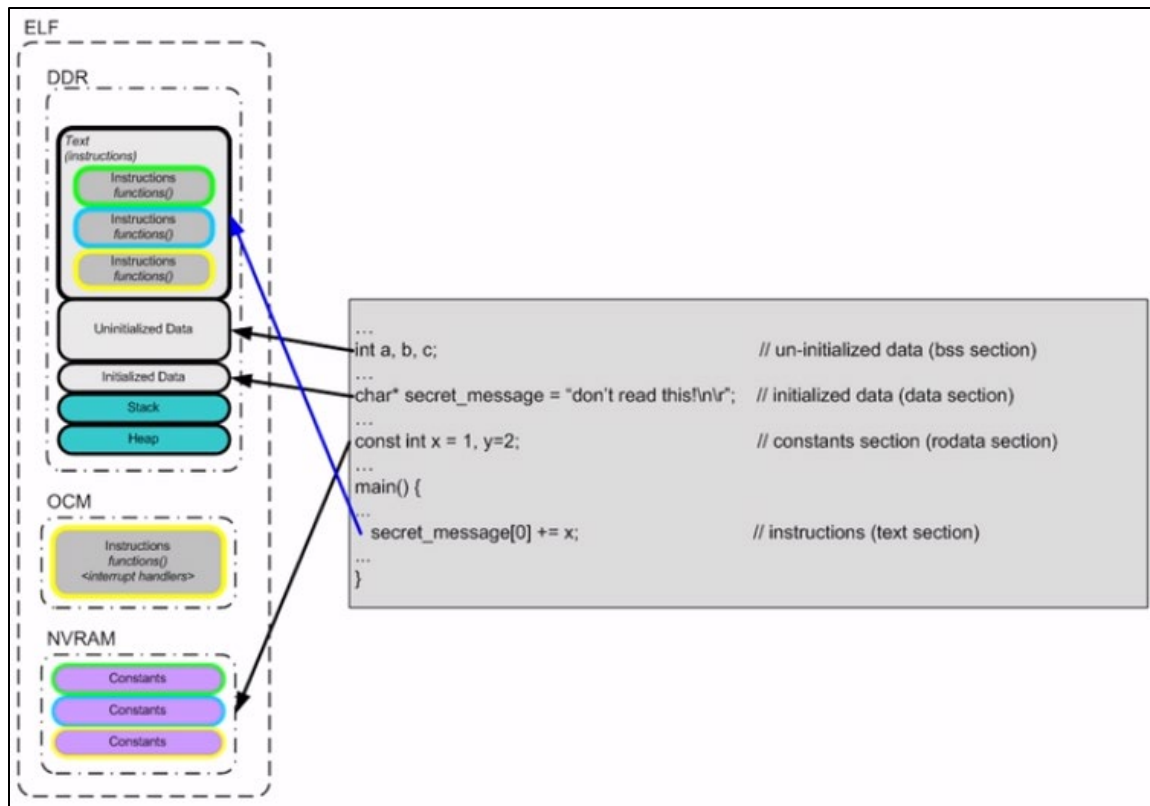 ELF
DDR
Text
(instructions)
Instructions
functions()
Instructions
functions()
Instructions
functions()
Uninitialized Data
Initialized Data
Stack
Heap
OCM
Instructions
functions()
<interrupt handlers>
NVRAM
Constants
Constants
Constants
...
int a, b, c; // un-initialized data (bss section)
...
char* secret_message = “don’t read this!\n\r”; // initialized data (data section)
...
const int x = 1, y=2; // constants section (rodata section)
...
main() {
...
secret_message[0] += x; // instructions (text section)
...
}